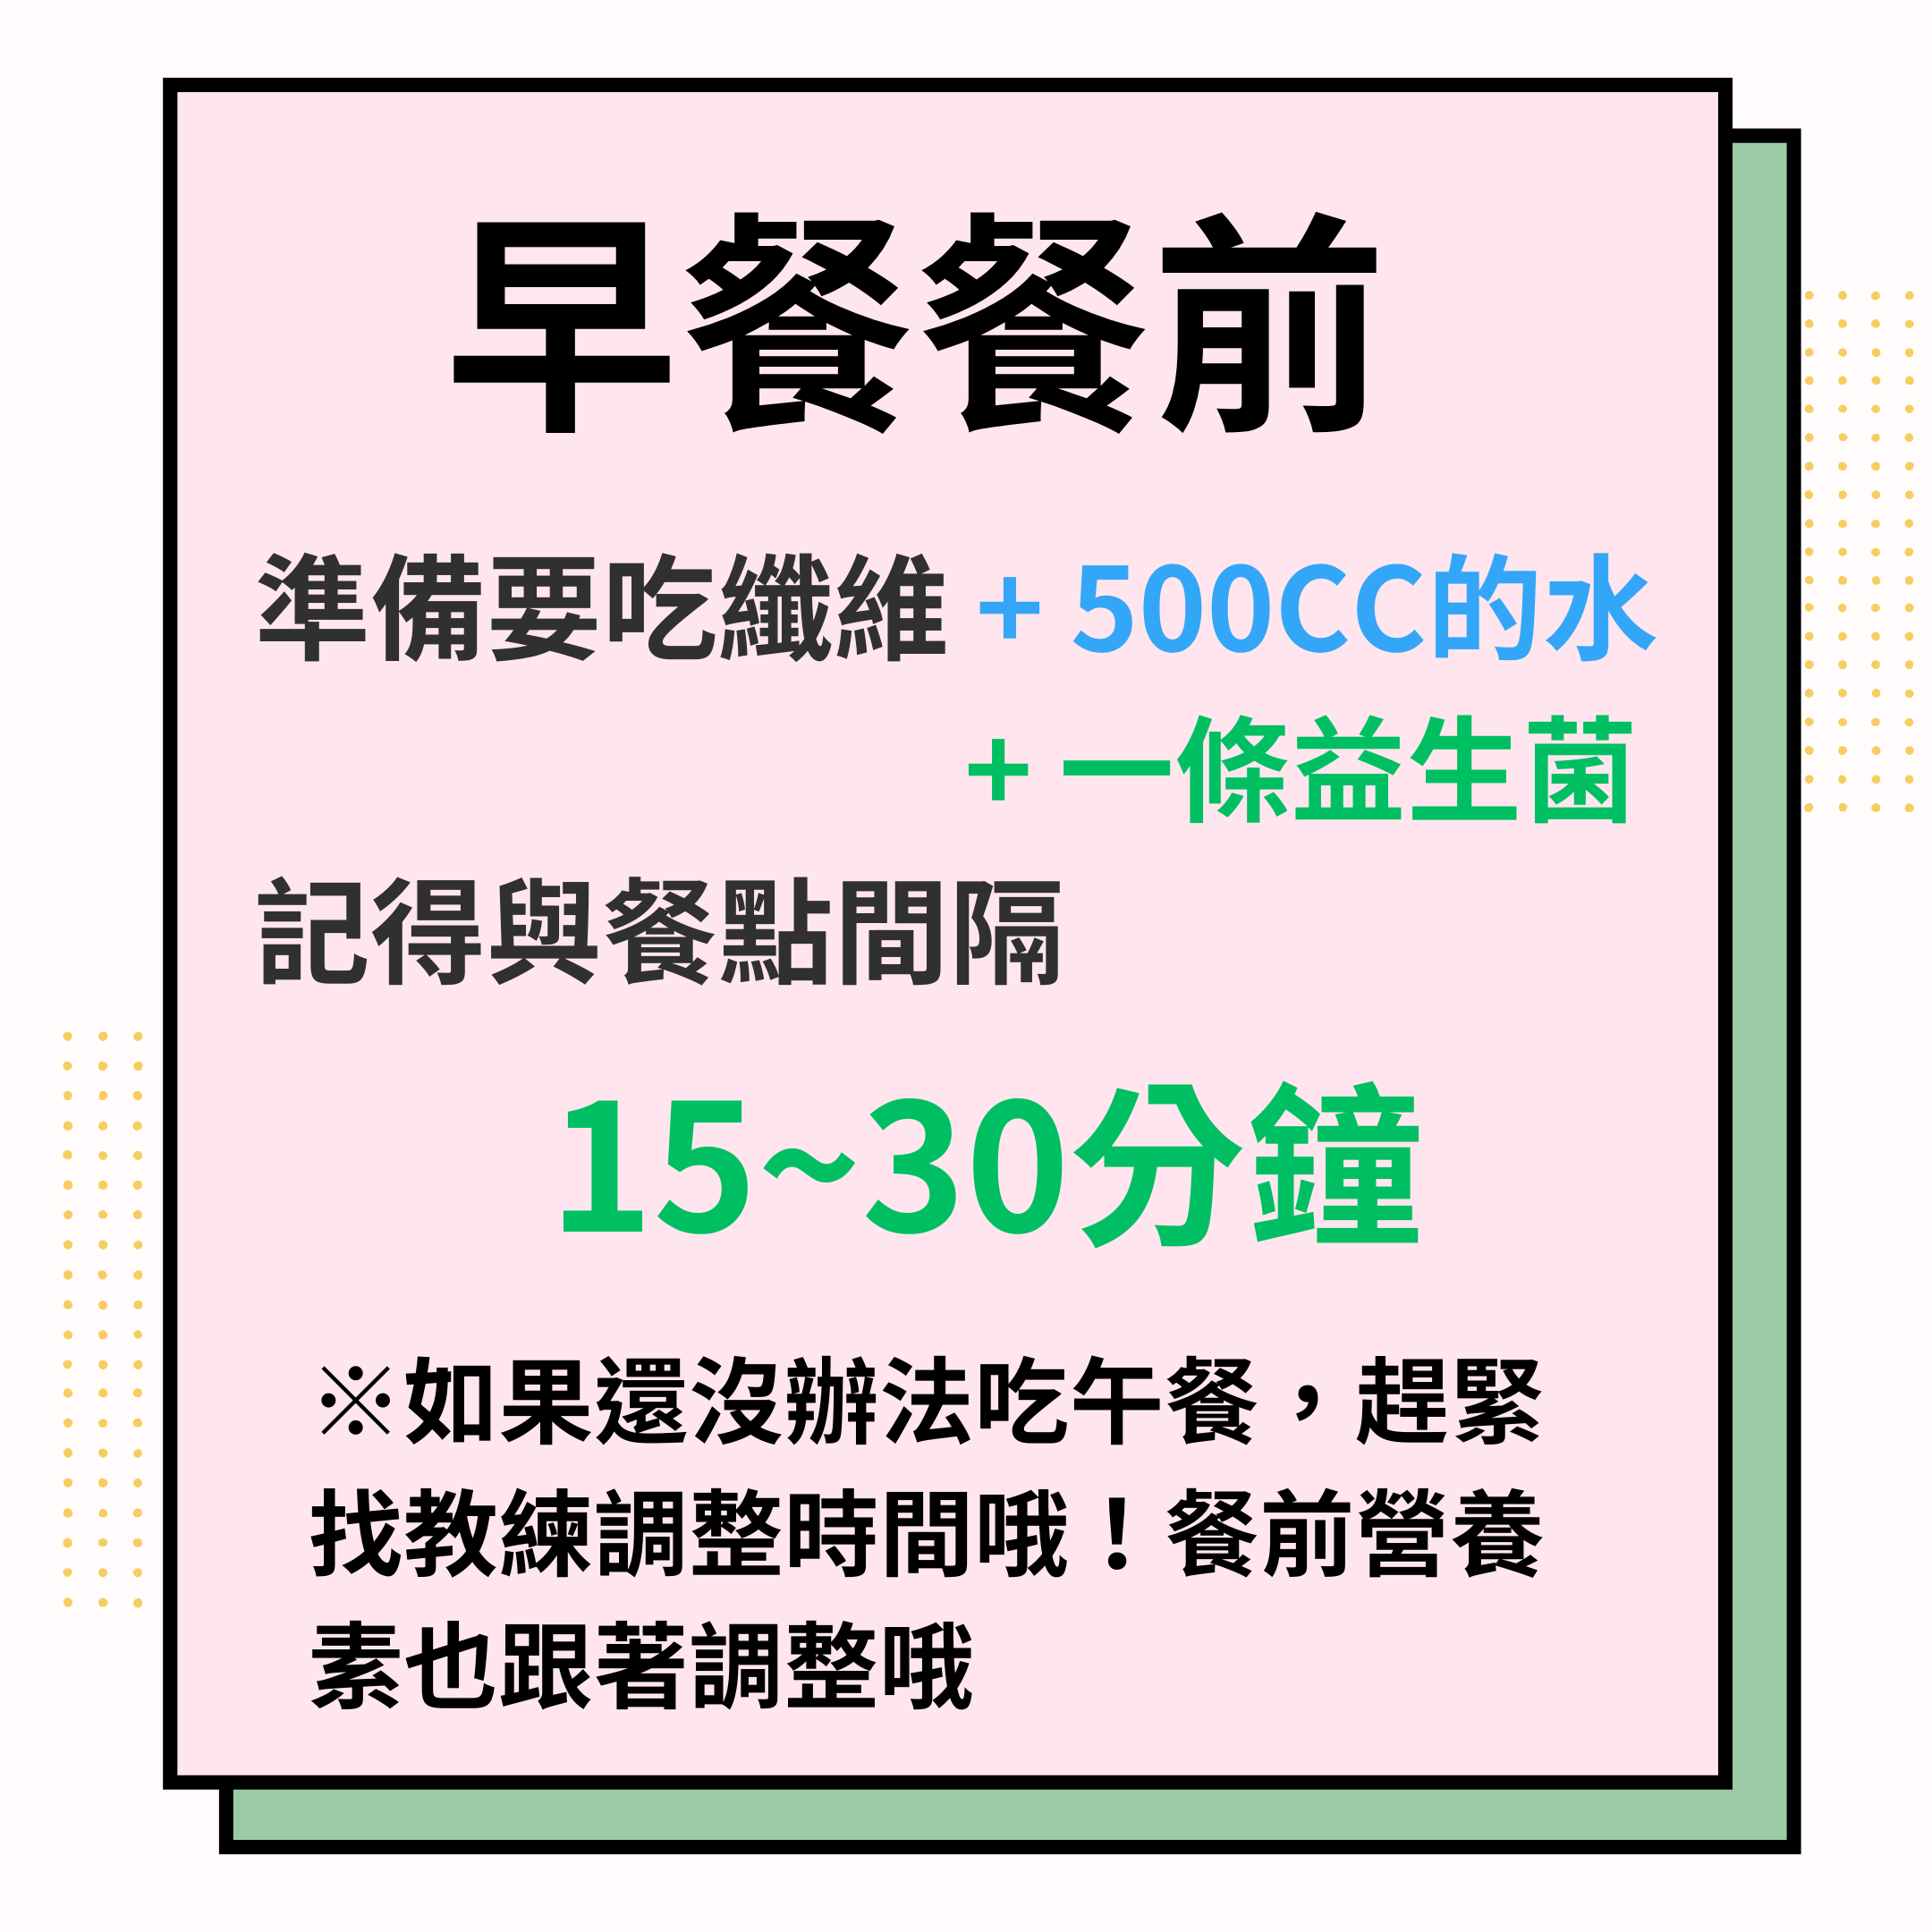 早餐餐前
準備要吃纖維 + 500CC的水
+ 一條益生菌
記得與餐點間隔
15~30分鐘
※如果還沒辦法吃午餐，趕緊
找教練調整時間哦！餐前營養
素也跟著調整哦